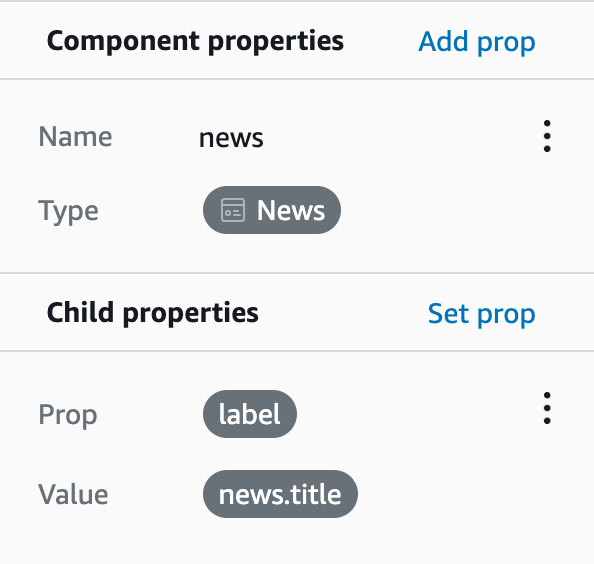 Component properties Add prop
Name news
Type News
Child properties Set prop
Prop label
Value news.title